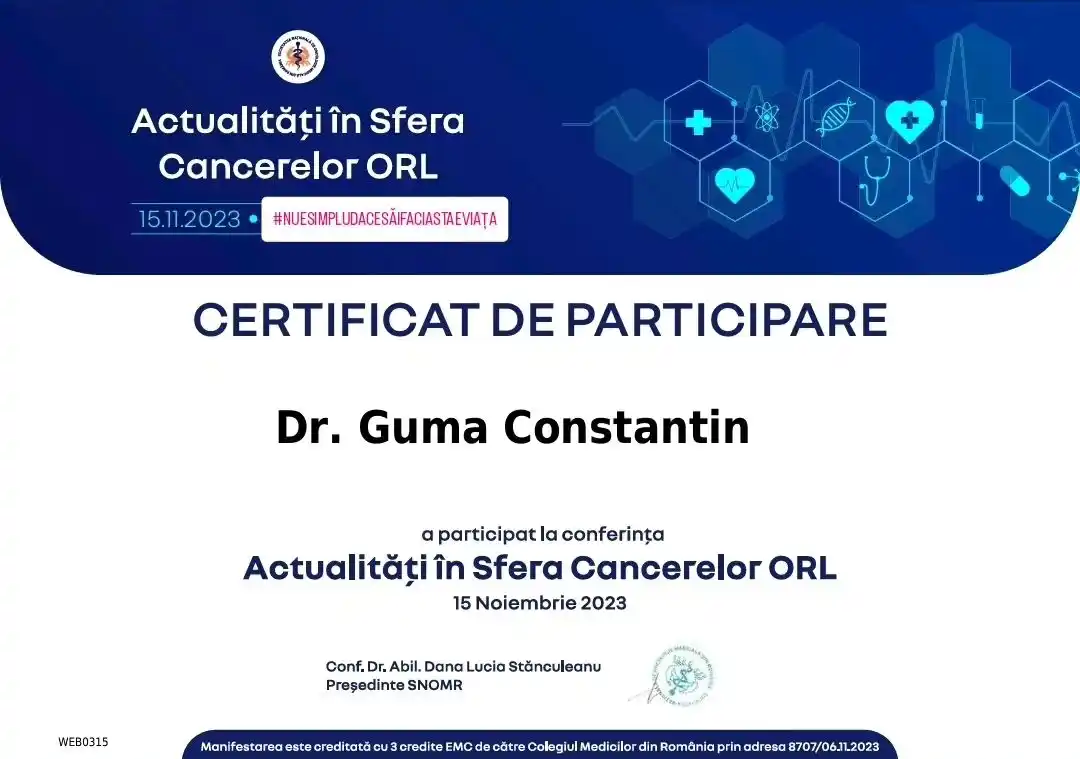 Actualități în Sfera
Cancerelor ORL
15.11.2023 • #NUESIMPLUDACESĂIFACIASTAEVIAȚA
CERTIFICAT DE PARTICIPARE
Dr. Guma Constantin
a participat la conferința
Actualități în Sfera Cancerelor ORL
15 Noiembrie 2023
Conf. Dr. Abil. Dana Lucia Stănculeanu
Președinte SNOMR
WEB0315
Manifestarea este creditată cu 3 credite EMC de către Colegiul Medicilor din România prin adresa 8707/06.11.2023